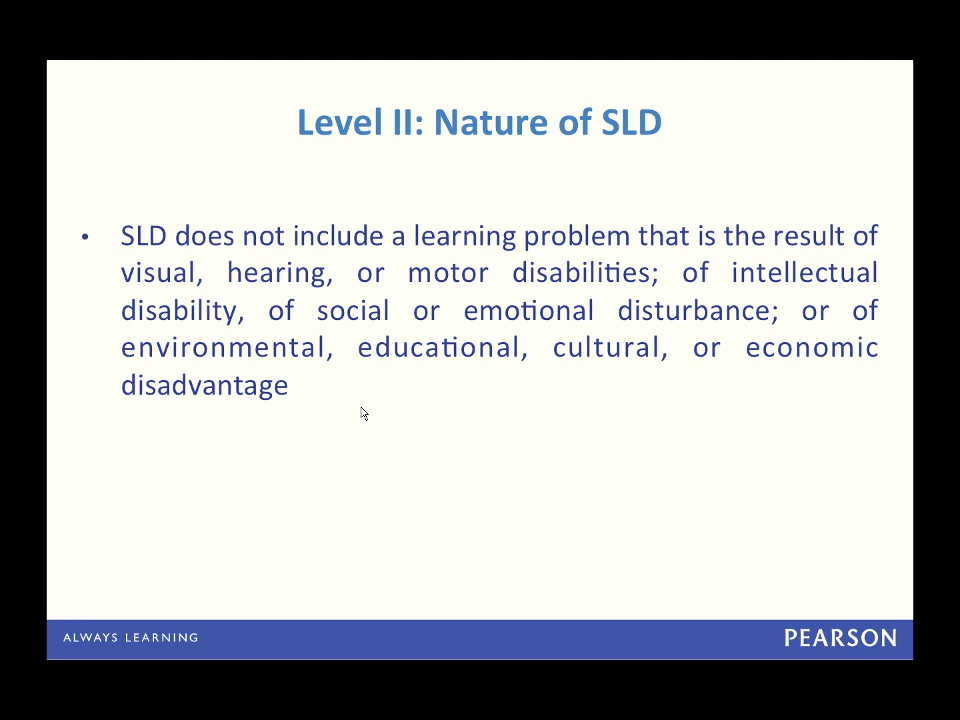 Level II: Nature of SLD
• SLD does not include a learning problem that is the result of
visual, hearing, or motor disabilities; of intellectual
disability, of social or emotional disturbance; or of
environmental, educational, cultural, or economic
disadvantage
ALWAYS LEARNING
PEARSON